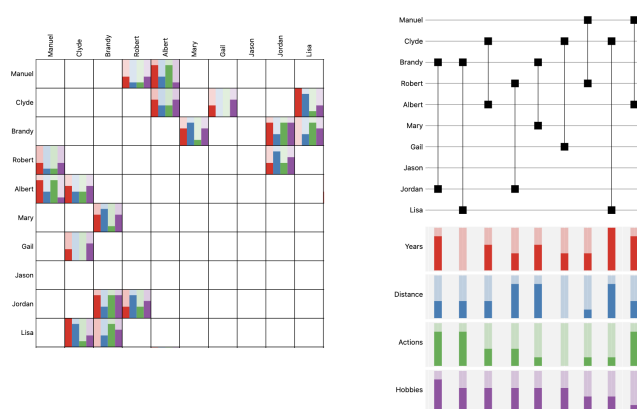 Manuel
Clyde
Brandy
Robert
Albert
Mary
Gail
Jason
Jordan
Lisa
Manuel
Clyde
Brandy
Robert
Albert
Mary
Gail
Jason
Jordan
Lisa
Manuel
Clyde
Brandy
Robert
Albert
Mary
Gail
Jason
Jordan
Lisa
Years
Distance
Actions
Hobbies